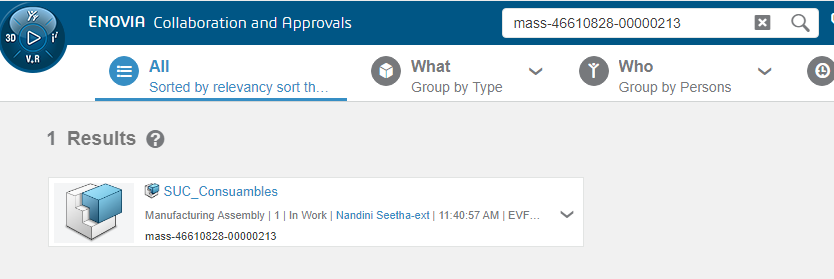 ENOVIA Collaboration and Approvals
mass-46610828-00000213
3D
V.R
All
Sorted by relevancy sort th...
What
Group by Type
Who
Group by Persons
1 Results
SUC_Consuambles
Manufacturing Assembly | 1 | In Work | Nandini Seetha-ext | 11:40:57 AM | EVF...
mass-46610828-00000213